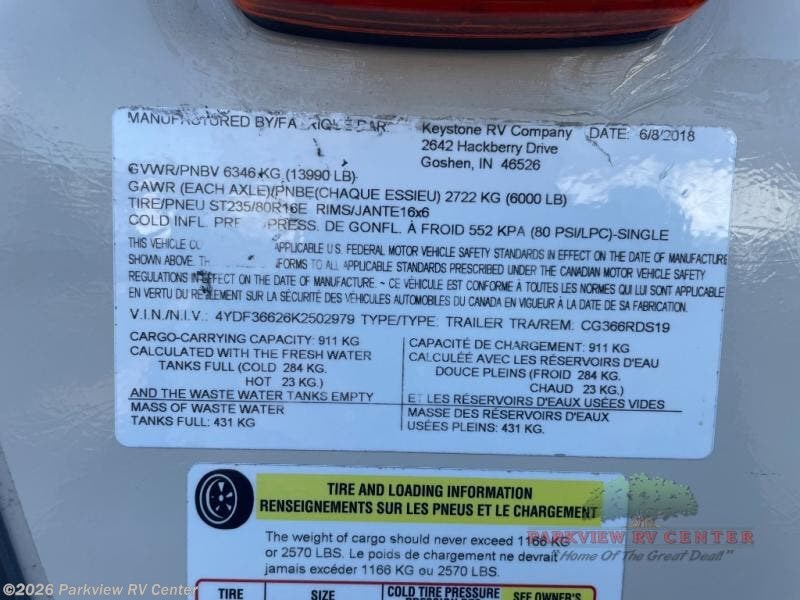 MANUFACTURED BY/FABRIQUÉ PAR: Keystone RV Company DATE: 6/8/2018
2642 Hackberry Drive
Goshen, IN 46526
GVWR/PNBV 6346 KG (13990 LB)
GAWR (EACH AXLE)/PNBE(CHAQUE ESSIEU) 2722 KG (6000 LB)
TIRE/PNEU ST235/80R16E RIMS/JANTE16x6
COLD INFL. PRESS. DE GONFL. À FROID 552 KPA (80 PSI/LPC)-SINGLE
THIS VEHICLE APPLICABLE U.S. FEDERAL MOTOR VEHICLE SAFETY STANDARDS IN EFFECT ON THE DATE OF MANUFACTURE
SHOWN ABOVE. TO ALL APPLICABLE STANDARDS PRESCRIBED UNDER THE CANADIAN MOTOR VEHICLE SAFETY
REGULATIONS IN EFFECT ON THE DATE OF MANUFACTURE. ~ CE VÉHICULE EST CONFORME À TOUTES LES NORMES QUI LUI SONT APPLICABLE
EN VERTU DU RÈGLEMENT SUR LA SÉCURITÉ DES VÉHICULES AUTOMOBILES DU CANADA EN VIGUEUR À LA DATE DE SA FABRICATION.
V.I.N./N.I.V.: 4YDF36626K2502979 TYPE/TYPE: TRAILER TRA/REM: CG366RDS19
CARGO-CARRYING CAPACITY: 911 KG
CALCULATED WITH THE FRESH WATER
TANKS FULL (COLD 284 KG.
HOT 23 KG.)
AND THE WASTE WATER TANKS EMPTY
MASS OF WASTE WATER
TANKS FULL: 431 KG
CAPACITÉ DE CHARGEMENT: 911 KG
CALCULÉE AVEC LES RÉSERVOIRS D'EAU
DOUCE PLEINS (FROID 284 KG.
CHAUD 23 KG.)
ET LES RÉSERVOIRS D'EAUX USÉES VIDES
MASSE DES RÉSERVOIRS D'EAUX
USÉES PLEINS: 431 KG.
TIRE AND LOADING INFORMATION
RENSEIGNEMENTS SUR LES PNEUS ET LE CHARGEMENT
The weight of cargo should never exceed 1166 KG
or 2570 LBS. Le poids de chargement ne devrait
jamais excéder 1166 KG ou 2570 LBS.
TIRE SIZE COLD TIRE PRESSURE SEE OWNER'S
PARKVIEW RV CENTER
"Home Of The Great Deal!"
©2026 Parkview RV Center